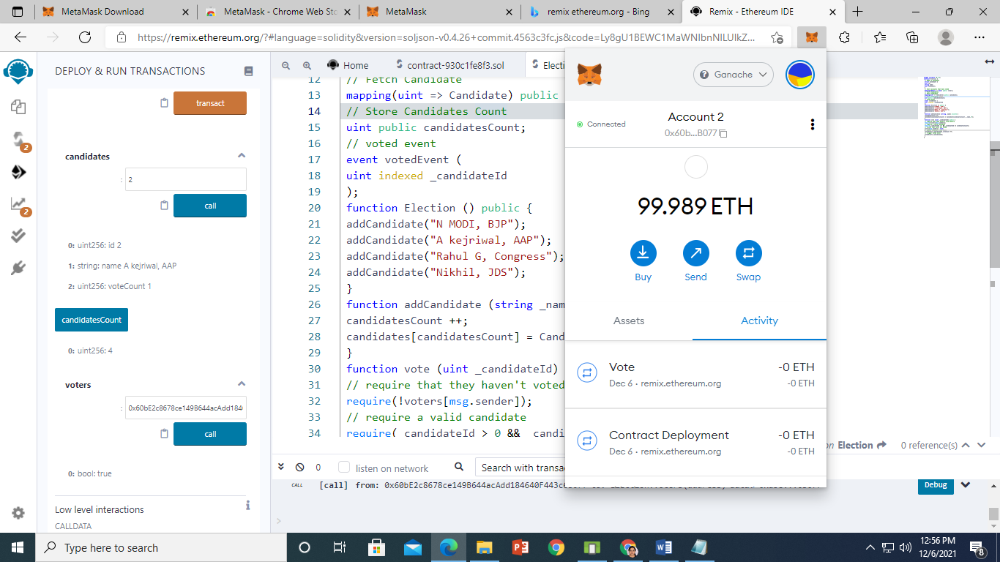 MetaMask Download
MetaMask - Chrome Web Sto
MetaMask
remix ethereum.org - Bing
Remix - Ethereum IDE
https://remix.ethereum.org/?#language=solidity&version=soljson-v0.4.26+commit.4563c3fc.js&code=Ly8gU1BEWC1MaWNlbnNlLUlkZ...
DEPLOY & RUN TRANSACTIONS
transact
candidates
: 2
call
0: uint256: id 2
1: string: name A kejriwal, AAP
2: uint256: voteCount 1
candidatesCount
0: uint256: 4
voters
: 0x60bE2c8678ce149B644acAdd184
call
0: bool: true
Low level interactions
CALLDATA
2
2
Home
contract-930c1fe8f3.sol
Electi
12 // Fetch Candidate
13 mapping(uint => Candidate) public
14 // Store Candidates Count
15 uint public candidatesCount;
16 // voted event
17 event votedEvent (
18 uint indexed _candidateId
19 );
20 function Election () public {
21 addCandidate("N MODI, BJP");
22 addCandidate("A kejriwal, AAP");
23 addCandidate("Rahul G, Congress");
24 addCandidate("Nikhil, JDS");
25 }
26 function addCandidate (string _nam
27 candidatesCount ++;
28 candidates[candidatesCount] = Cand
29 }
30 function vote (uint _candidateId)
31 // require that they haven't voted
32 require(!voters[msg.sender]);
33 // require a valid candidate
34 require(_candidateId > 0 && _candi
on Election
0 reference(s)
0
listen on network
Search with transac
CALL
[call] from: 0x60bE2c8678ce149B644acAdd184640F443c
Debug
>
Ganache
Connected
Account 2
0x60b...B077
99.989 ETH
Buy
Send
Swap
Assets
Activity
Vote
-0 ETH
Dec 6 · remix.ethereum.org
-0 ETH
Contract Deployment
-0 ETH
Dec 6 · remix.ethereum.org
-0 ETH
Type here to search
12:56 PM
12/6/2021
8